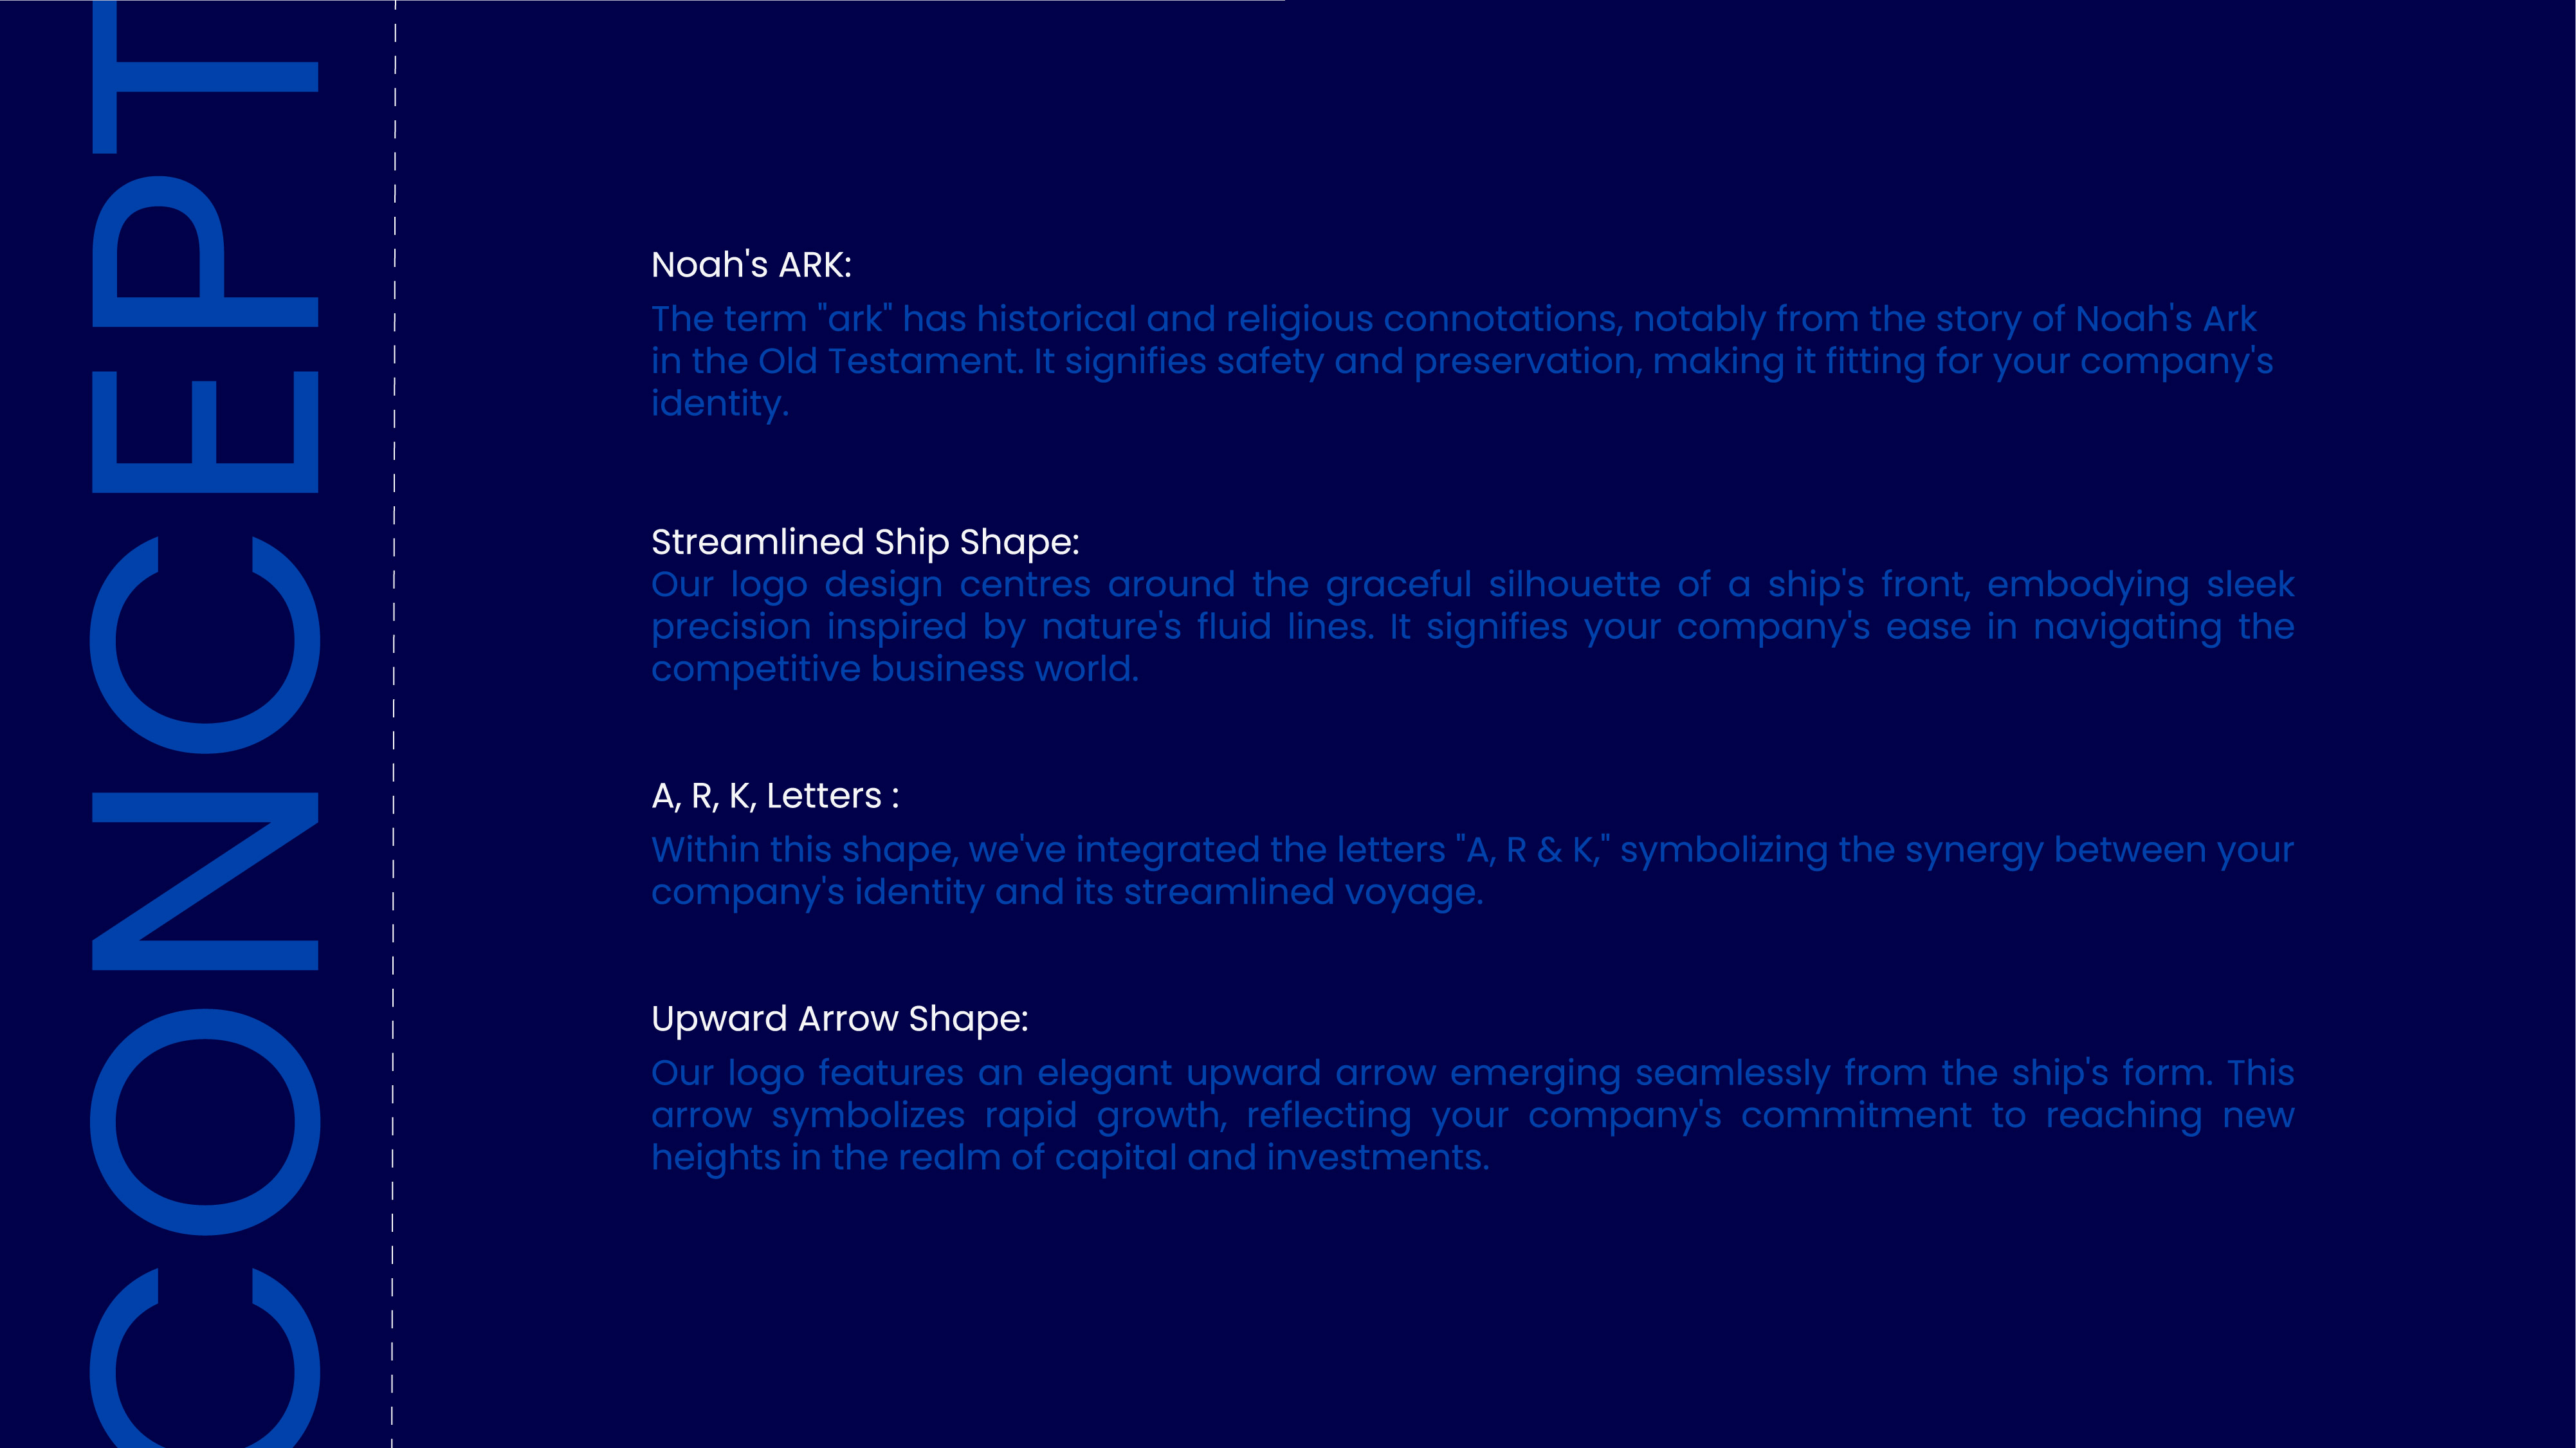 CONCEPT
Noah's ARK:
The term "ark" has historical and religious connotations, notably from the story of Noah's Ark
in the Old Testament. It signifies safety and preservation, making it fitting for your company's
identity.
Streamlined Ship Shape:
Our logo design centres around the graceful silhouette of a ship's front, embodying sleek
precision inspired by nature's fluid lines. It signifies your company's ease in navigating the
competitive business world.
A, R, K, Letters :
Within this shape, we've integrated the letters "A, R & K," symbolizing the synergy between your
company's identity and its streamlined voyage.
Upward Arrow Shape:
Our logo features an elegant upward arrow emerging seamlessly from the ship's form. This
arrow symbolizes rapid growth, reflecting your company's commitment to reaching new
heights in the realm of capital and investments.